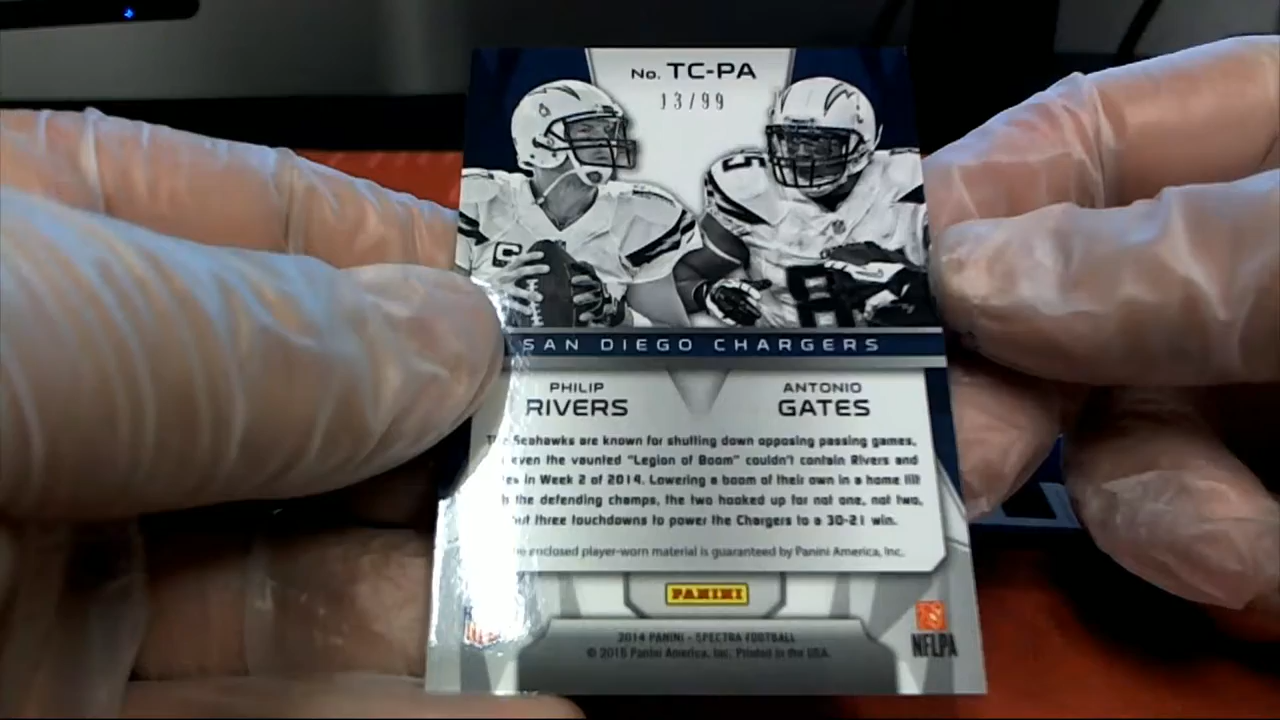 No. TC-PA
13/99
5
C
8
SAN DIEGO CHARGERS
PHILIP
RIVERS
ANTONIO
GATES
Seahawks are known for shutting down opposing passing games,
even the vaunted "Legion of Boom" couldn't contain Rivers and
in Week 2 of 2014. Lowering a boom of their own in a home tilt
the defending champs, the two hooked up for not one, not two,
but three touchdowns to power the Chargers to a 30-21 win.
enclosed player-worn material is guaranteed by Panini America, Inc.
PANINI
2014 PANINI - SPECTRA FOOTBALL
© 2015 Panini America, Inc. Printed in the USA.
NFLPA